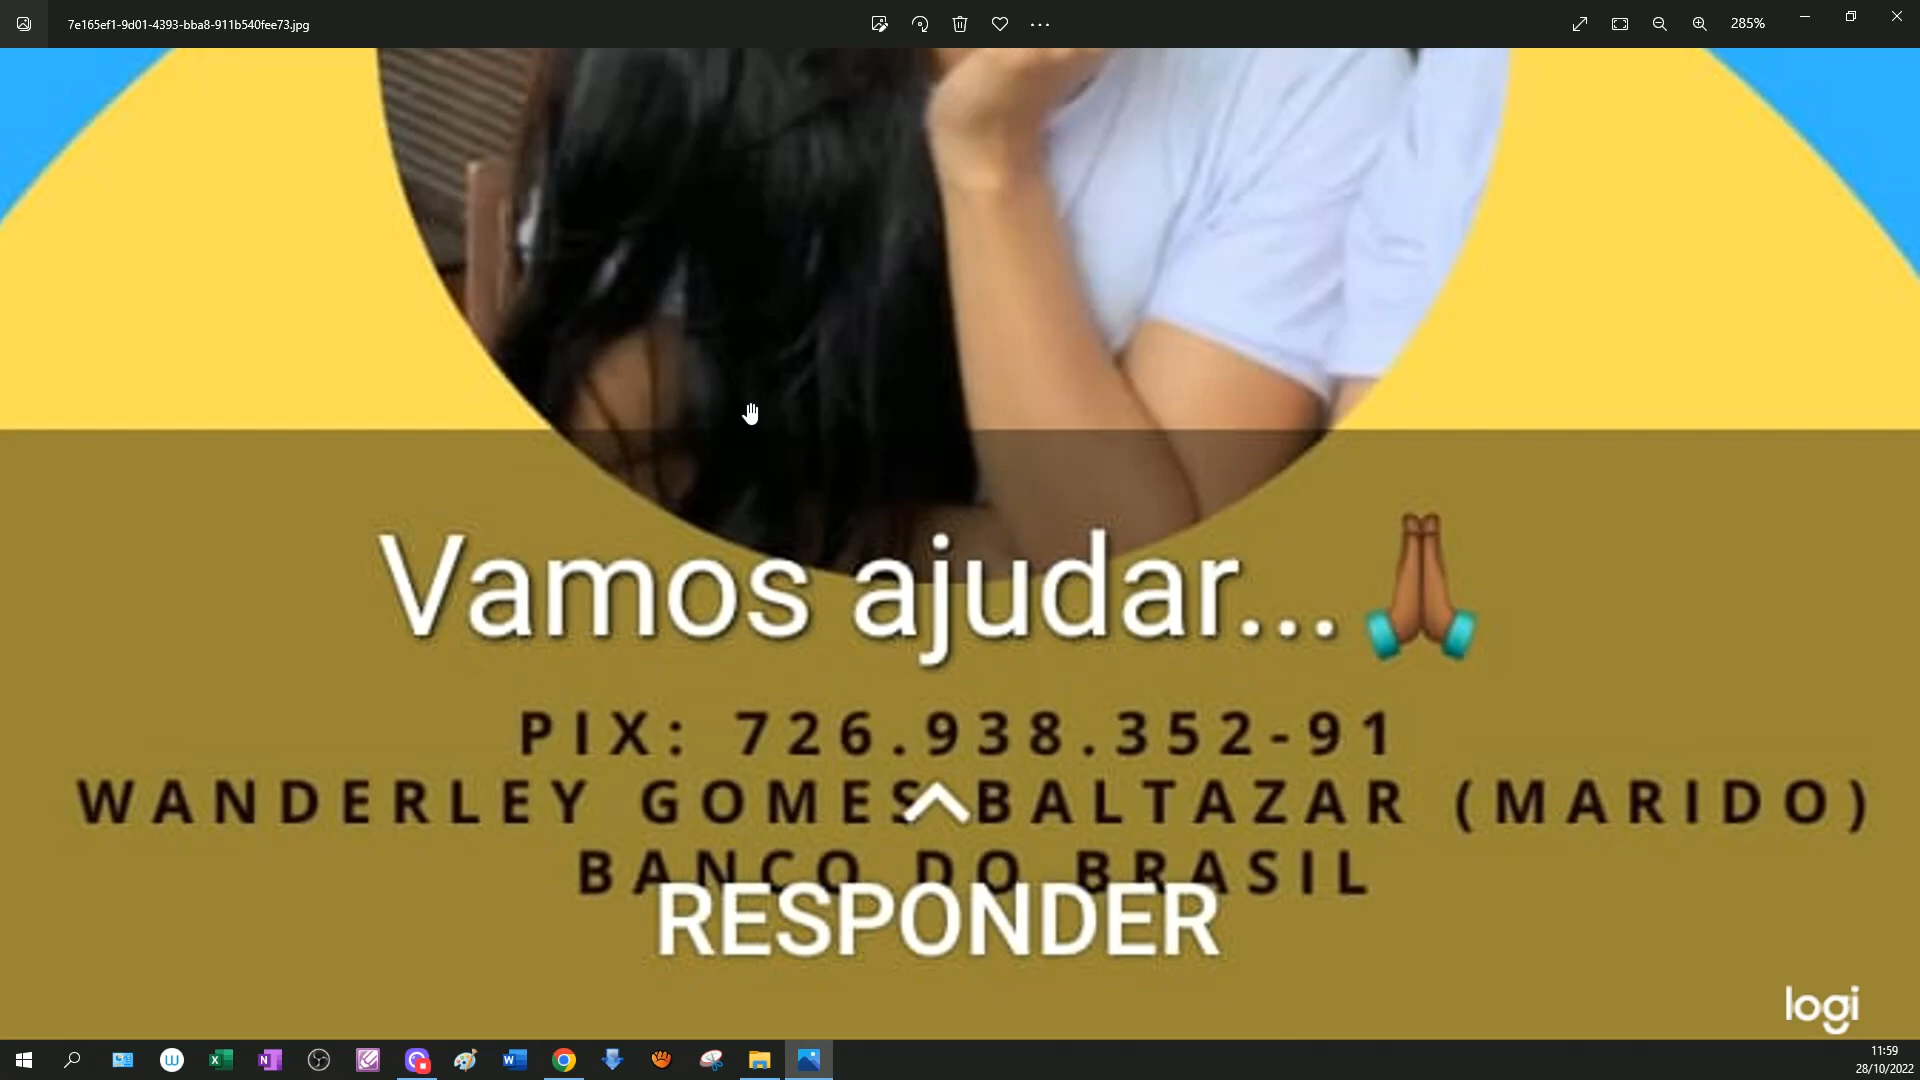 7e165ef1-9d01-4393-bba8-911b540fee73.jpg
285%
Vamos ajudar...🙏🏾
PIX: 726.938.352-91
WANDERLEY GOMES BALTAZAR (MARIDO)
BANCO DO BRASIL
RESPONDER
logi
11:59
28/10/2022